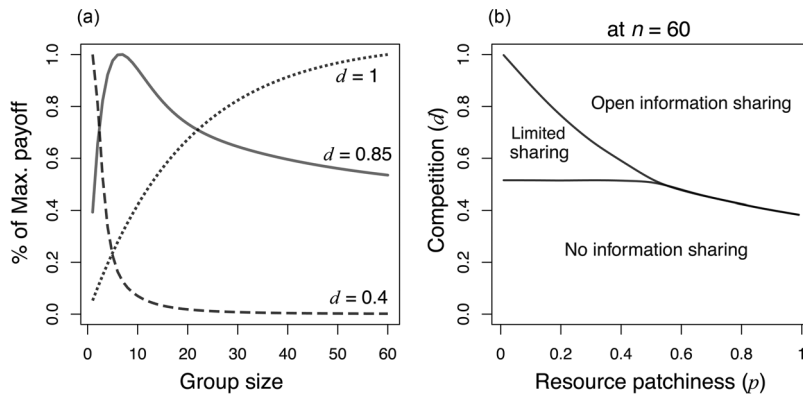 (a)
% of Max. payoff
1.0
0.8
0.6
0.4
0.2
0.0
d = 1
d = 0.85
d = 0.4
0 10 20 30 40 50 60
Group size
(b)
at n = 60
Competition (d)
1.0
0.8
0.6
0.4
0.2
0.0
Open information sharing
Limited
sharing
No information sharing
0 0.2 0.4 0.6 0.8 1
Resource patchiness (p)